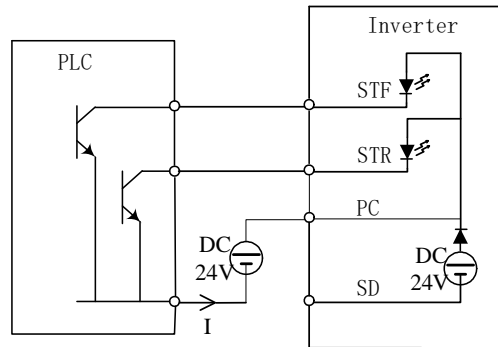 Inverter
PLC
STF
STR
PC
DC
24V
DC
24V
SD
I